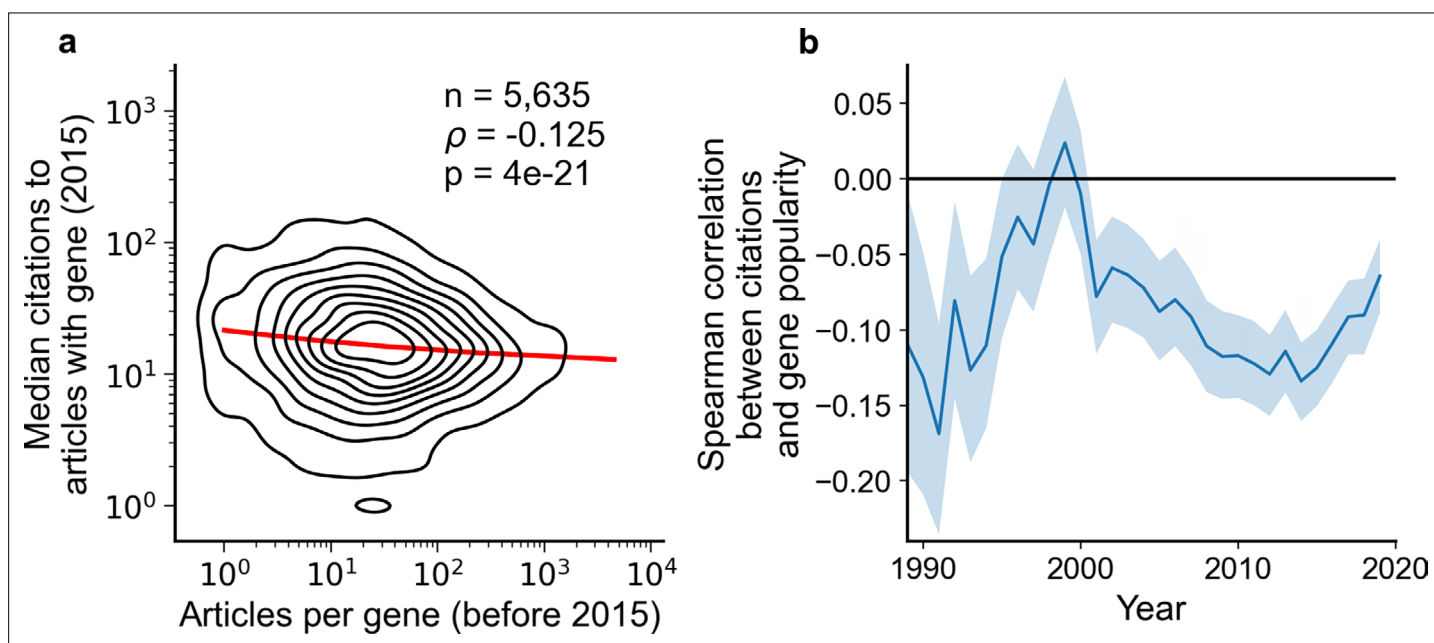 a
n = 5,635
ρ = -0.125
p = 4e-21
Median citations to
articles with gene (2015)
10³
10²
10¹
10⁰
10⁰ 10¹ 10² 10³ 10⁴
Articles per gene (before 2015)
b
Spearman correlation
between citations
and gene popularity
0.05
0.00
−0.05
−0.10
−0.15
−0.20
1990 2000 2010 2020
Year